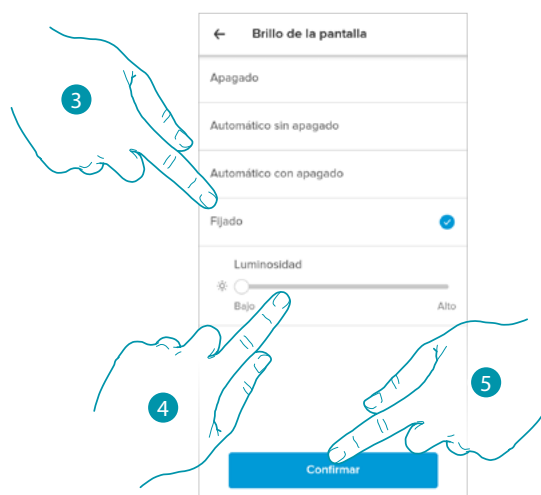 Brillo de la pantalla
Apagado
3
Automático sin apagado
Automático con apagado
Fijado
Luminosidad
Bajo Alto
5
4
Confirmar